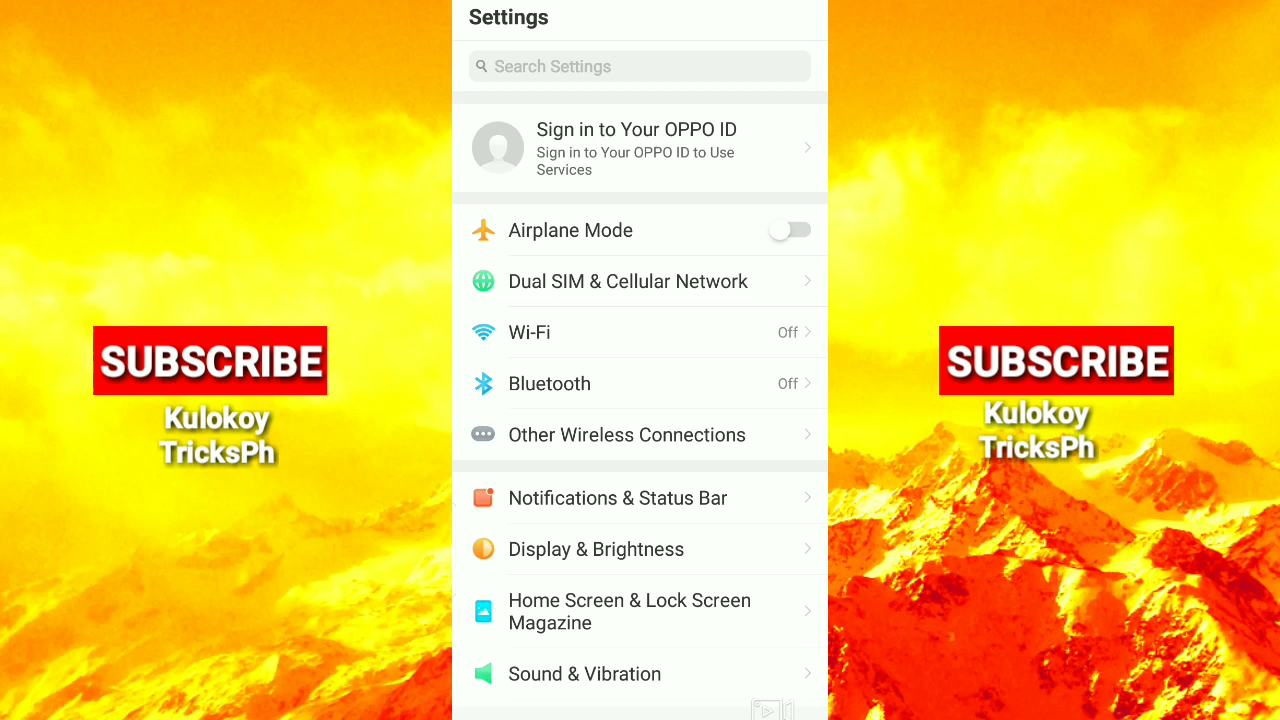 Settings
Search Settings
Sign in to Your OPPO ID
Sign in to Your OPPO ID to Use
Services
Airplane Mode
Dual SIM & Cellular Network
Wi-Fi
Off
Bluetooth
Off
Other Wireless Connections
Notifications & Status Bar
Display & Brightness
Home Screen & Lock Screen
Magazine
Sound & Vibration
SUBSCRIBE
Kulokoy
TricksPh
SUBSCRIBE
Kulokoy
TricksPh